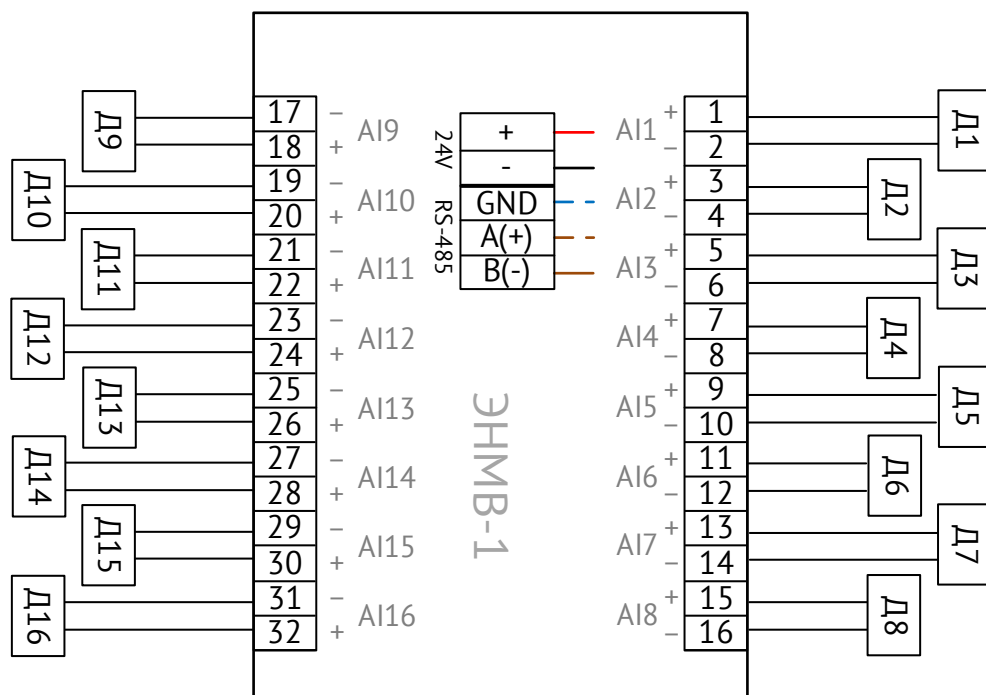 Д9
Д10
Д11
Д12
Д13
Д14
Д15
Д16
17 − AI9
18 +
19 − AI10
20 +
21 − AI11
22 +
23 − AI12
24 +
25 − AI13
26 +
27 − AI14
28 +
29 − AI15
30 +
31 − AI16
32 +
24V
+
-
RS-485
GND
A(+)
B(-)
ЭНМВ-1
AI1 + 1
− 2
AI2 + 3
− 4
AI3 + 5
− 6
AI4 + 7
− 8
AI5 + 9
− 10
AI6 + 11
− 12
AI7 + 13
− 14
AI8 + 15
− 16
Д1
Д2
Д3
Д4
Д5
Д6
Д7
Д8